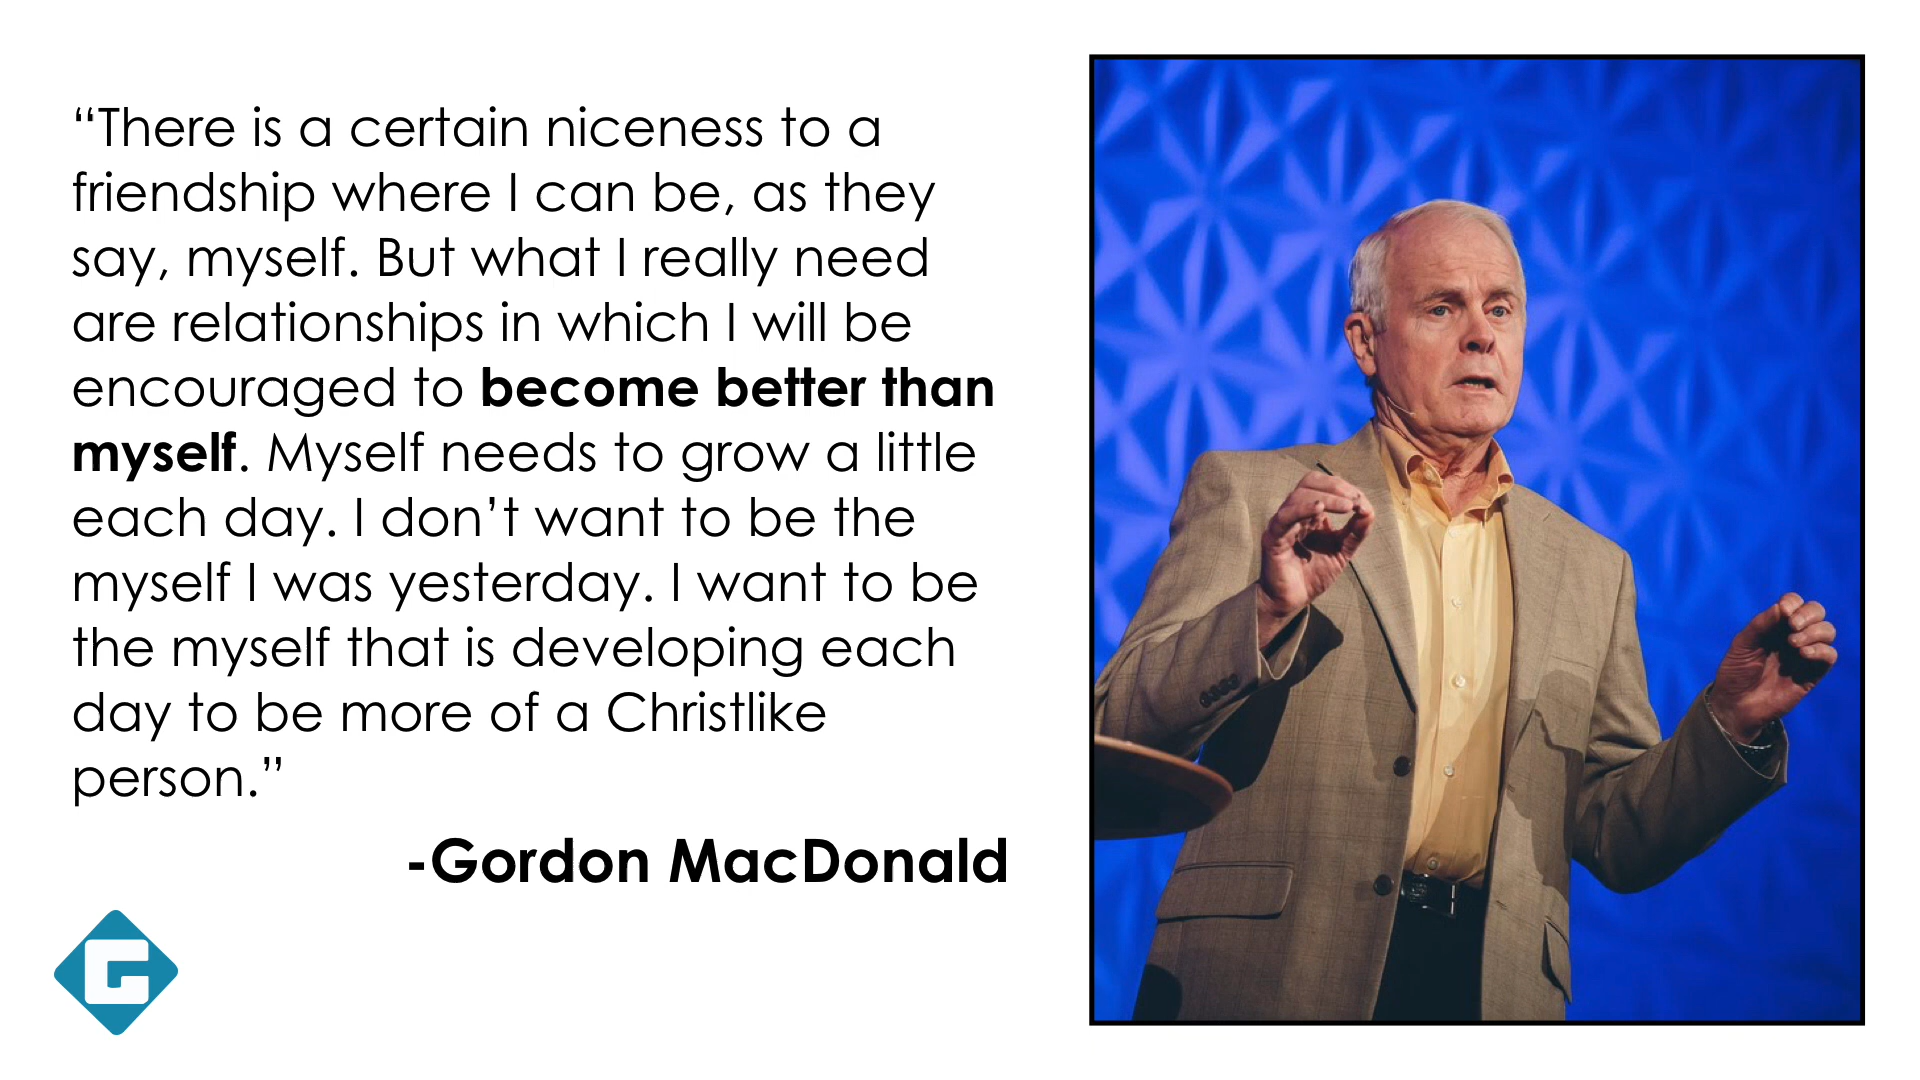 “There is a certain niceness to a
friendship where I can be, as they
say, myself. But what I really need
are relationships in which I will be
encouraged to become better than
myself. Myself needs to grow a little
each day. I don’t want to be the
myself I was yesterday. I want to be
the myself that is developing each
day to be more of a Christlike
person.”
-Gordon MacDonald
G